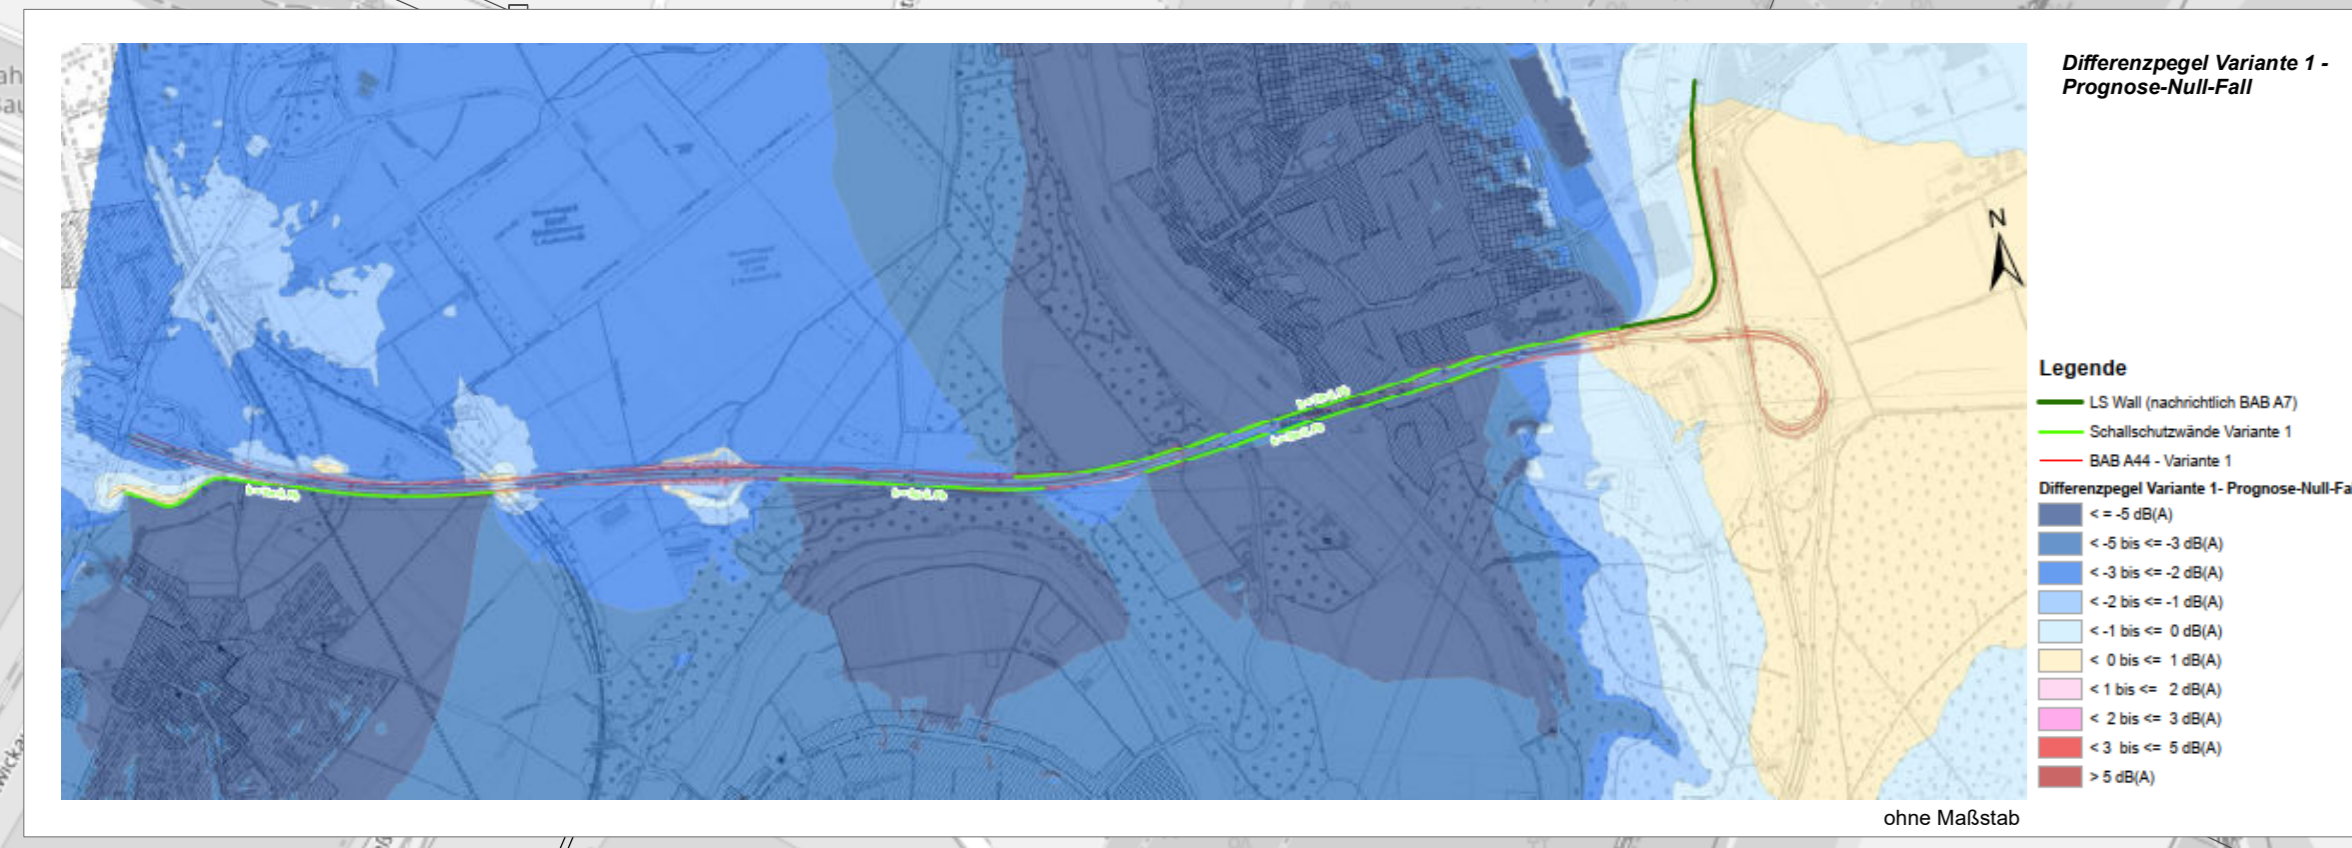 Differenzpegel Variante 1 -
Prognose-Null-Fall
N
Legende
LS Wall (nachrichtlich BAB A7)
Schallschutzwände Variante 1
BAB A44 - Variante 1
Differenzpegel Variante 1- Prognose-Null-Fa
< = -5 dB(A)
< -5 bis <= -3 dB(A)
< -3 bis <= -2 dB(A)
< -2 bis <= -1 dB(A)
< -1 bis <= 0 dB(A)
< 0 bis <= 1 dB(A)
< 1 bis <= 2 dB(A)
< 2 bis <= 3 dB(A)
< 3 bis <= 5 dB(A)
> 5 dB(A)
ohne Maßstab